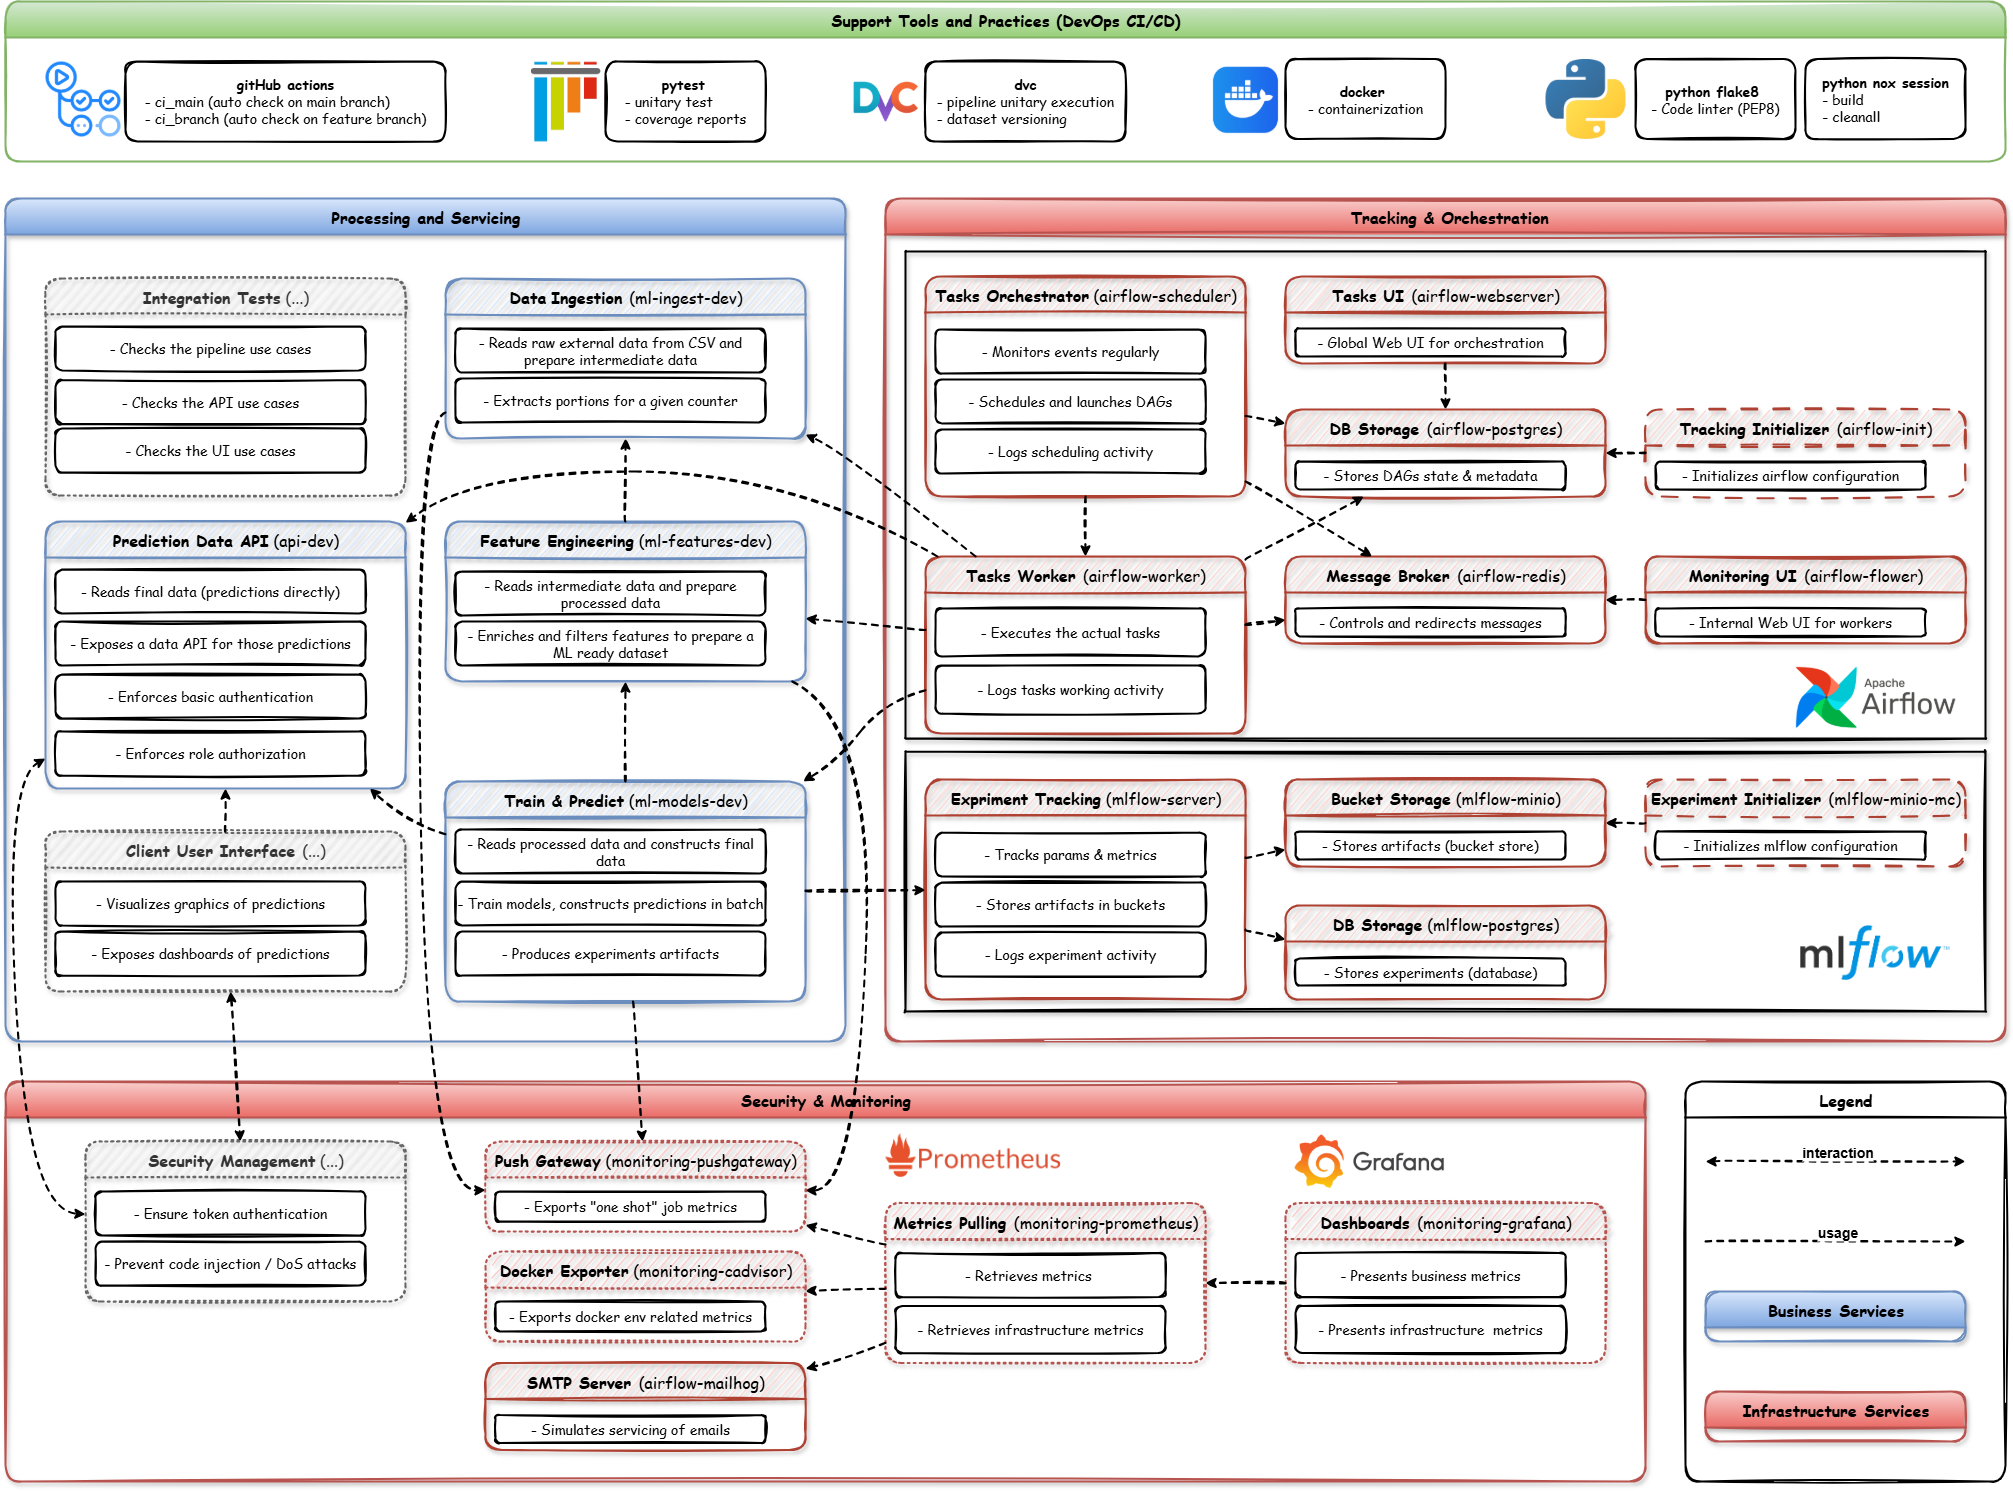 Support Tools and Practices (DevOps CI/CD)
gitHub actions
- ci_main (auto check on main branch)
- ci_branch (auto check on feature branch)
pytest
- unitary test
- coverage reports
DVC
dvc
- pipeline unitary execution
- dataset versioning
docker
- containerization
python flake8
- Code linter (PEP8)
python nox session
- build
- cleanall
Processing and Servicing
Integration Tests (...)
- Checks the pipeline use cases
- Checks the API use cases
- Checks the UI use cases
Data Ingestion (ml-ingest-dev)
- Reads raw external data from CSV and
prepare intermediate data
- Extracts portions for a given counter
Prediction Data API (api-dev)
- Reads final data (predictions directly)
- Exposes a data API for those predictions
- Enforces basic authentication
- Enforces role authorization
Feature Engineering (ml-features-dev)
- Reads intermediate data and prepare
processed data
- Enriches and filters features to prepare a
ML ready dataset
Client User Interface (...)
- Visualizes graphics of predictions
- Exposes dashboards of predictions
Train & Predict (ml-models-dev)
- Reads processed data and constructs final
data
- Train models, constructs predictions in batch
- Produces experiments artifacts
Tracking & Orchestration
Tasks Orchestrator (airflow-scheduler)
- Monitors events regularly
- Schedules and launches DAGs
- Logs scheduling activity
Tasks UI (airflow-webserver)
- Global Web UI for orchestration
DB Storage (airflow-postgres)
- Stores DAGs state & metadata
Tracking Initializer (airflow-init)
- Initializes airflow configuration
Tasks Worker (airflow-worker)
- Executes the actual tasks
- Logs tasks working activity
Message Broker (airflow-redis)
- Controls and redirects messages
Monitoring UI (airflow-flower)
- Internal Web UI for workers
Apache
Airflow
Expriment Tracking (mlflow-server)
- Tracks params & metrics
- Stores artifacts in buckets
- Logs experiment activity
Bucket Storage (mlflow-minio)
- Stores artifacts (bucket store)
Experiment Initializer (mlflow-minio-mc)
- Initializes mlflow configuration
DB Storage (mlflow-postgres)
- Stores experiments (database)
mlflow™
Security & Monitoring
Security Management (...)
- Ensure token authentication
- Prevent code injection / DoS attacks
Push Gateway (monitoring-pushgateway)
- Exports "one shot" job metrics
Docker Exporter (monitoring-cadvisor)
- Exports docker env related metrics
SMTP Server (airflow-mailhog)
- Simulates servicing of emails
Prometheus
Metrics Pulling (monitoring-prometheus)
- Retrieves metrics
- Retrieves infrastructure metrics
Grafana
Dashboards (monitoring-grafana)
- Presents business metrics
- Presents infrastructure  metrics
Legend
interaction
usage
Business Services
Infrastructure Services